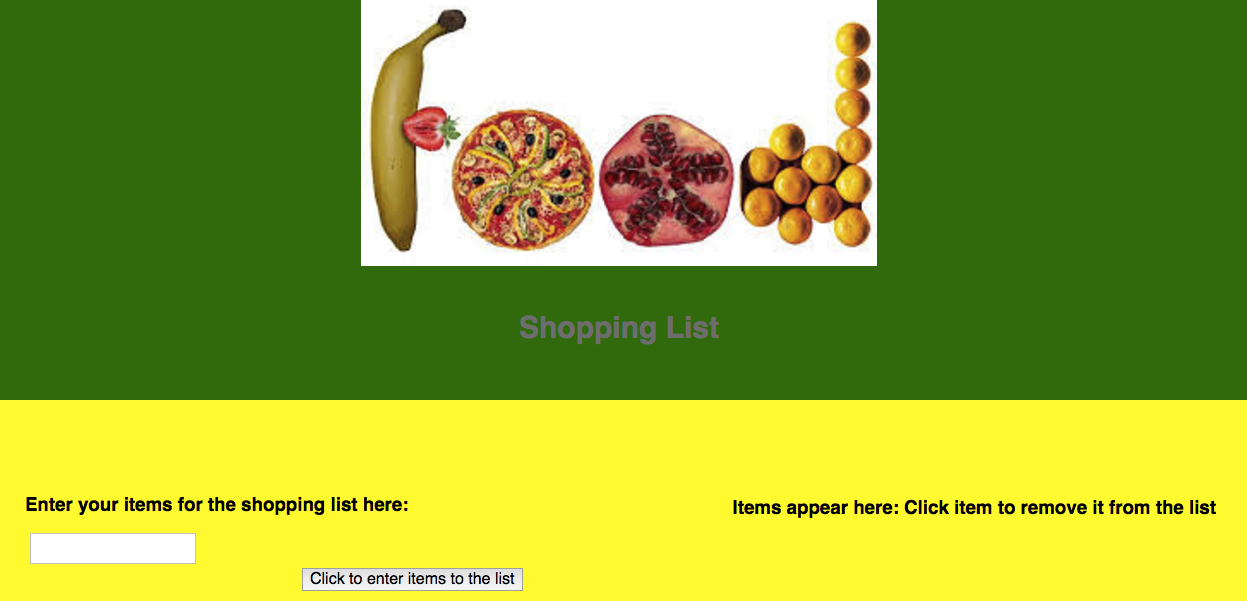 food
Shopping List
Enter your items for the shopping list here:
Items appear here: Click item to remove it from the list
Click to enter items to the list